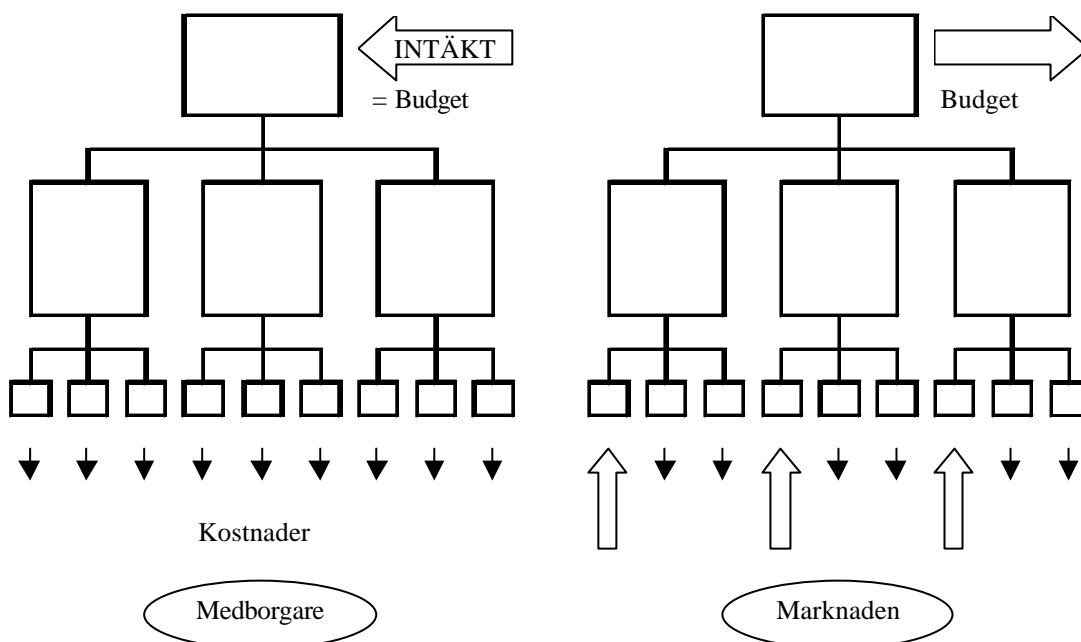 INTÄKT
= Budget
Budget
Kostnader
Medborgare
Marknaden